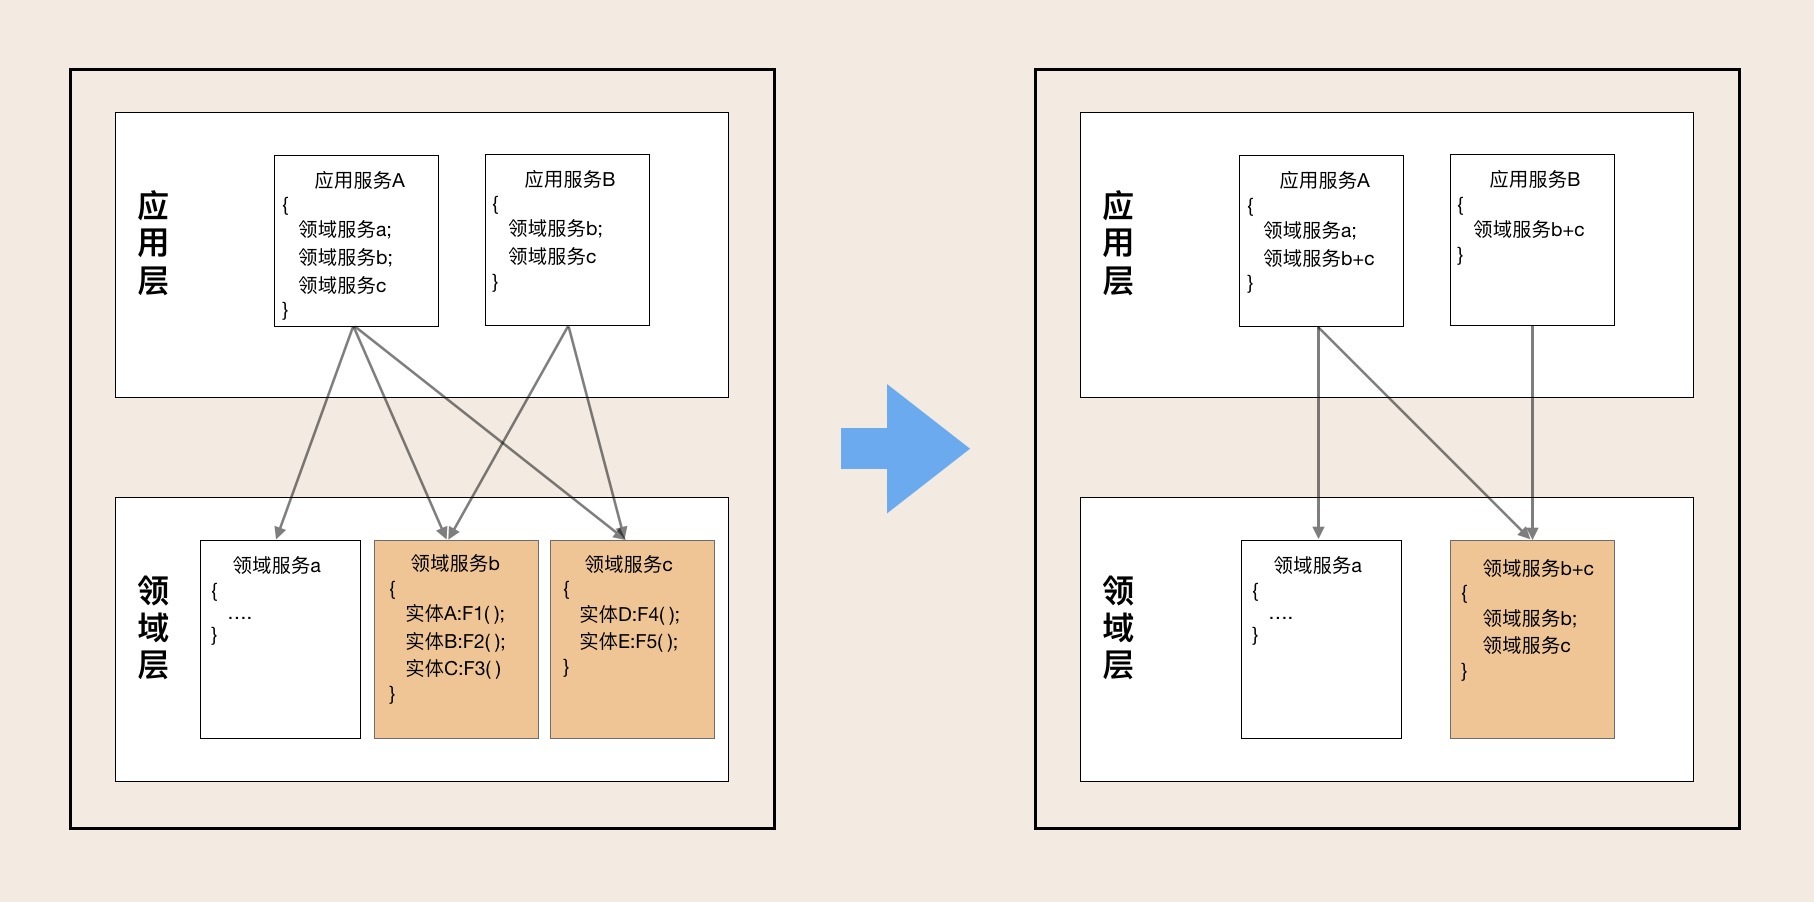 应用层
应用服务A
{
领域服务a;
领域服务b;
领域服务c
}
应用服务B
{
领域服务b;
领域服务c
}
领域层
领域服务a
{
....
}
领域服务b
{
实体A:F1( );
实体B:F2( );
实体C:F3( )
}
领域服务c
{
实体D:F4( );
实体E:F5( );
}
应用层
应用服务A
{
领域服务a;
领域服务b+c
}
应用服务B
{
领域服务b+c
}
领域层
领域服务a
{
....
}
领域服务b+c
{
领域服务b;
领域服务c
}